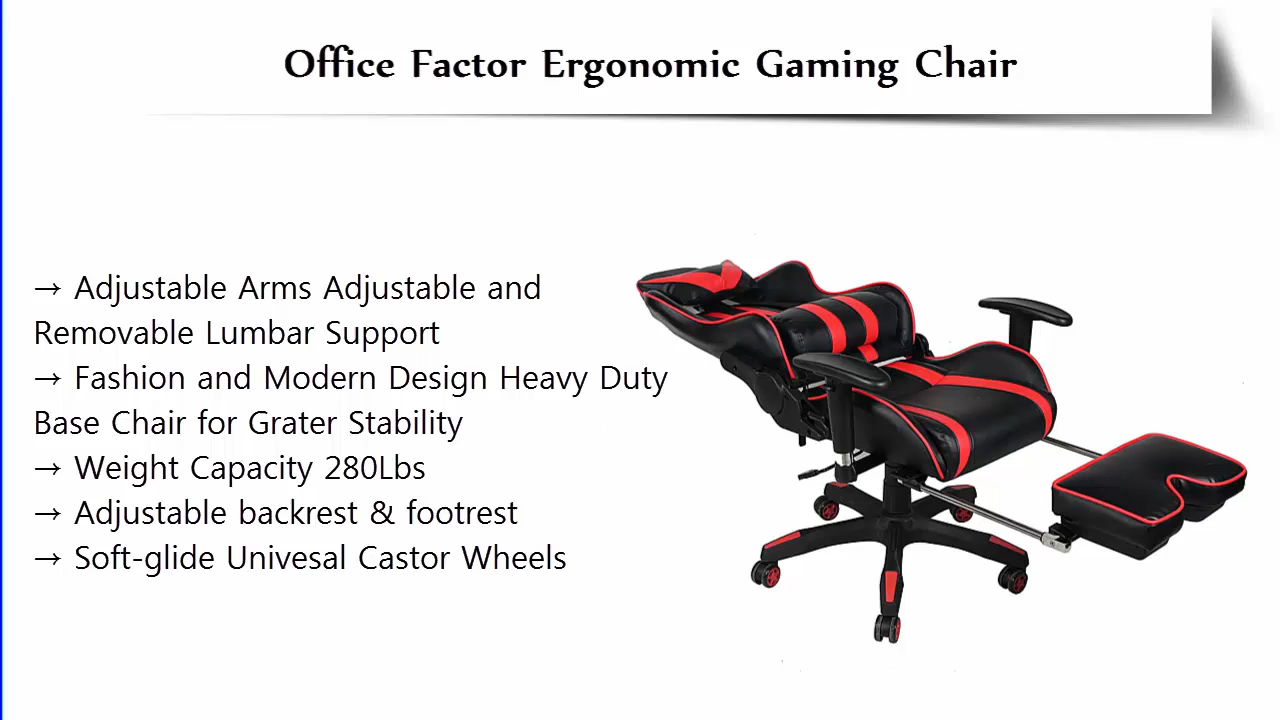 Office Factor Ergonomic Gaming Chair
→ Adjustable Arms Adjustable and
Removable Lumbar Support
→ Fashion and Modern Design Heavy Duty
Base Chair for Grater Stability
→ Weight Capacity 280Lbs
→ Adjustable backrest & footrest
→ Soft-glide Univesal Castor Wheels